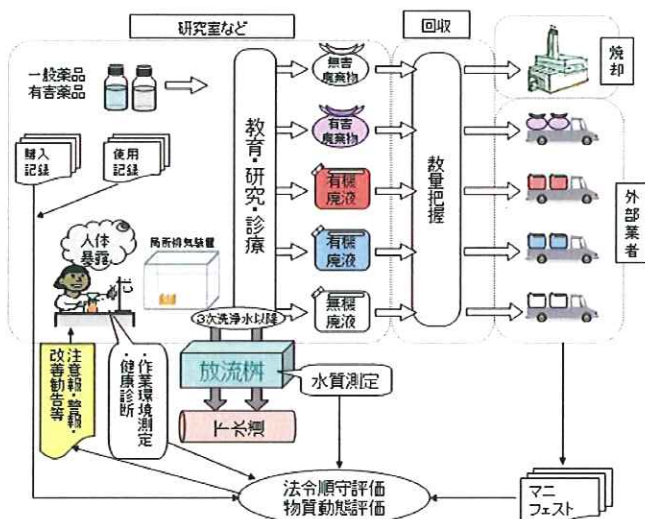 研究室など
回収
一般薬品
有害薬品
購入
記録
使用
記録
人体
暴露
局所排気装置
教育・研究・診療
無害
廃棄物
有害
廃棄物
有機
廃液
有機
廃液
無機
廃液
数量把握
焼却
外部業者
3次洗浄水以降
放流桝
水質測定
下水道
注意報・警報・
改善勧告等
・作業環境測定
・健康診断
法令順守評価
物質動態評価
マニ
フェスト